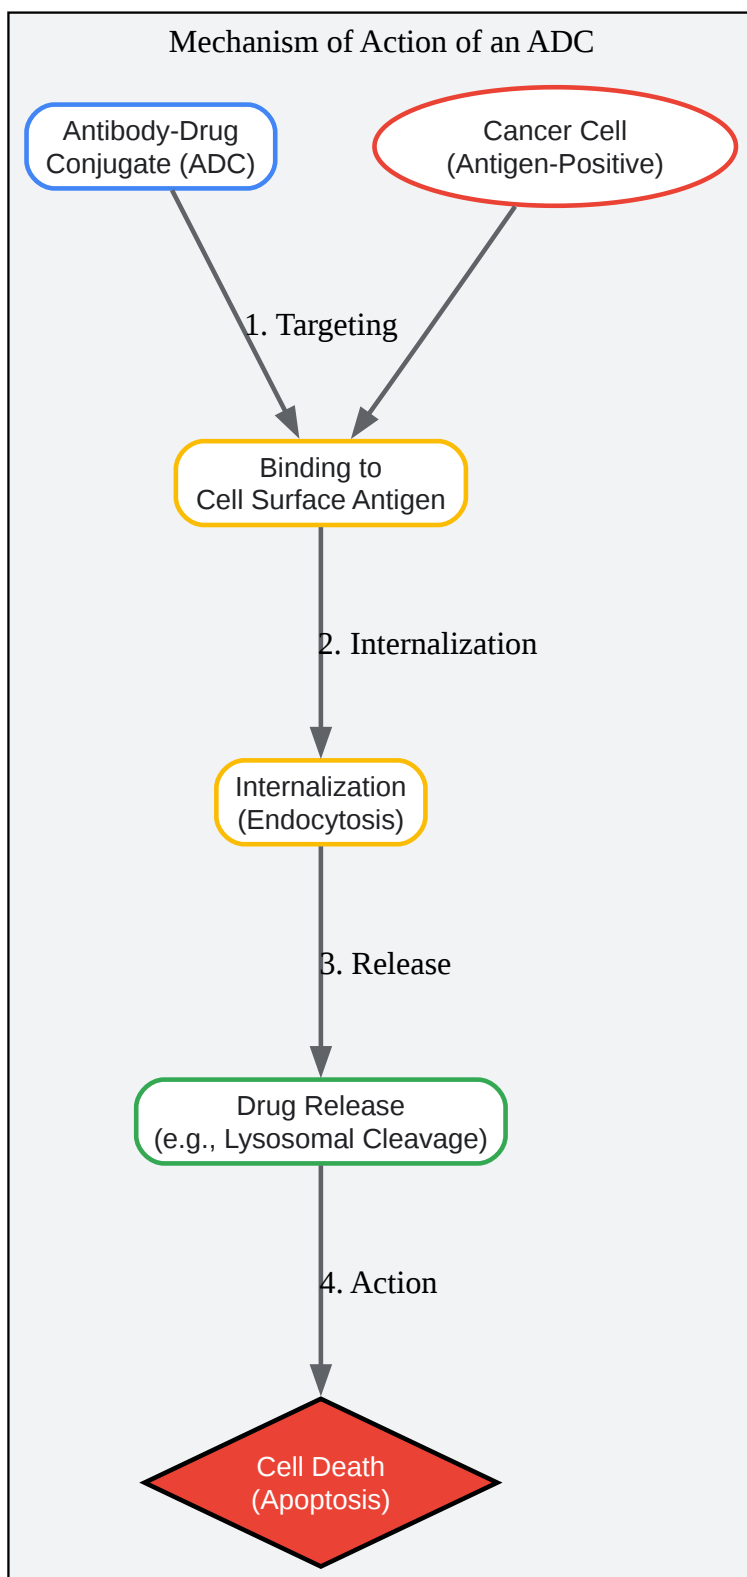 Mechanism of Action of an ADC
Antibody-Drug
Conjugate (ADC)
Cancer Cell
(Antigen-Positive)
1. Targeting
Binding to
Cell Surface Antigen
2. Internalization
Internalization
(Endocytosis)
3. Release
Drug Release
(e.g., Lysosomal Cleavage)
4. Action
Cell Death
(Apoptosis)